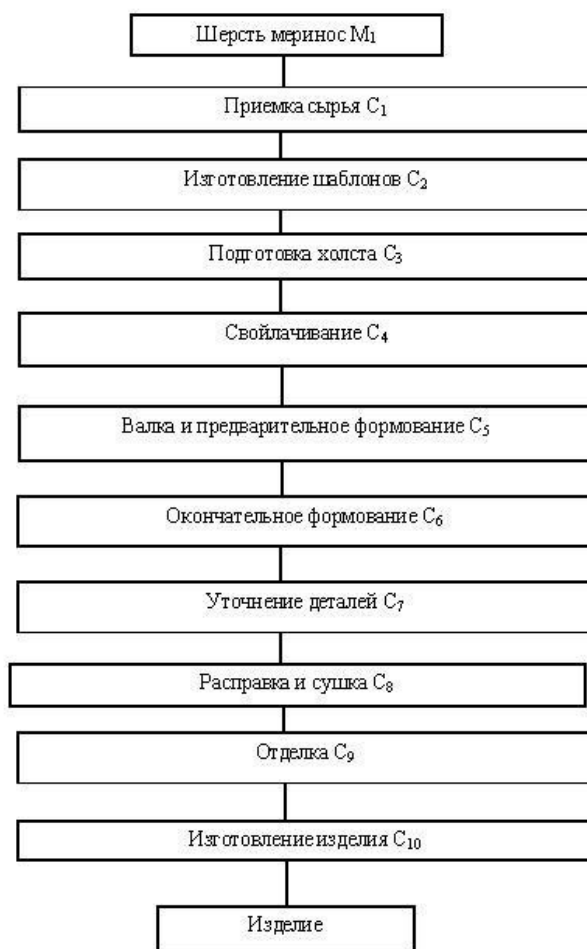 Шерсть меринос М₁
Приемка сырья С₁
Изготовление шаблонов С₂
Подготовка холста С₃
Свойлачивание С₄
Валка и предварительное формование С₅
Окончательное формование С₆
Уточнение деталей С₇
Расправка и сушка С₈
Отделка С₉
Изготовление изделия С₁₀
Изделие